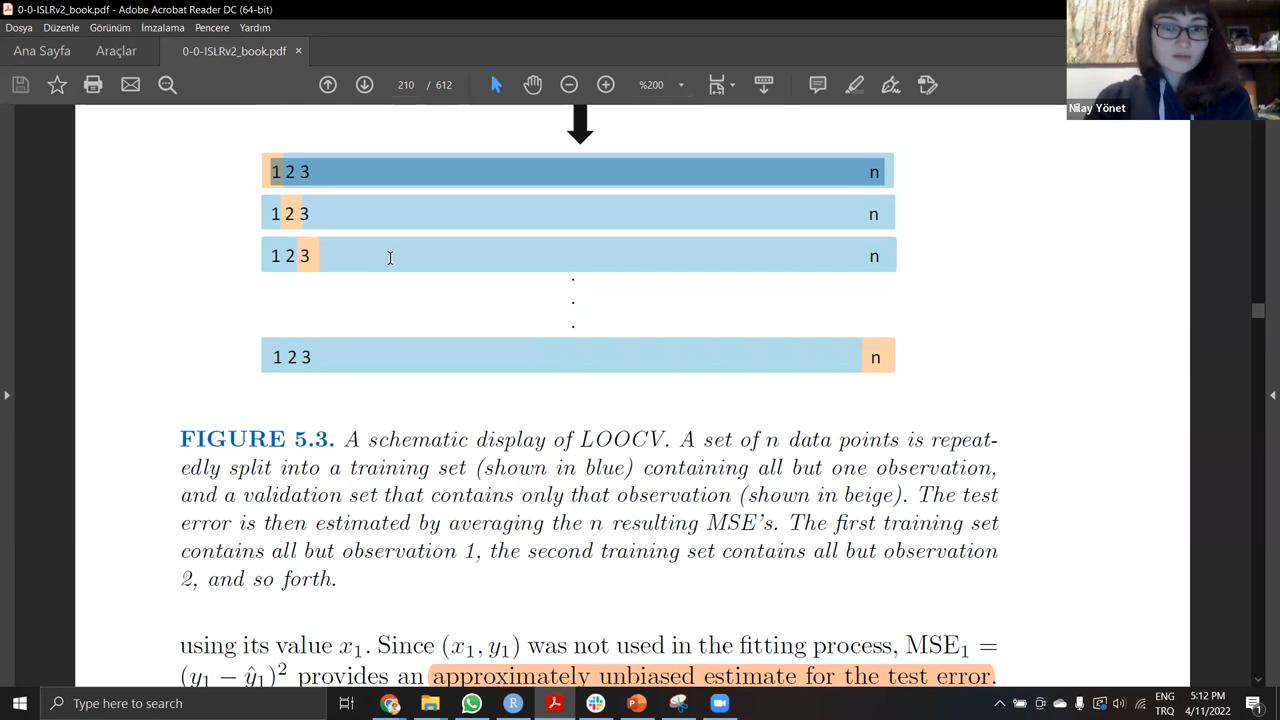 0-0-ISLRv2_book.pdf - Adobe Acrobat Reader DC (64-bit)
Dosya Düzenle Görünüm İmzalama Pencere Yardım
Ana Sayfa Araçlar 0-0-ISLRv2_book.pdf ×
210 / 612 %200
Nilay Yönet
1 2 3 n
1 2 3 n
1 2 3 n
.
.
.
1 2 3 n
FIGURE 5.3. A schematic display of LOOCV. A set of n data points is repeat-
edly split into a training set (shown in blue) containing all but one observation,
and a validation set that contains only that observation (shown in beige). The test
error is then estimated by averaging the n resulting MSE's. The first training set
contains all but observation 1, the second training set contains all but observation
2, and so forth.
using its value x₁. Since (x₁, y₁) was not used in the fitting process, MSE₁ =
(y₁ − ŷ₁)² provides an approximately unbiased estimate for the test error.
Type here to search
ENG 5:12 PM
TRQ 4/11/2022